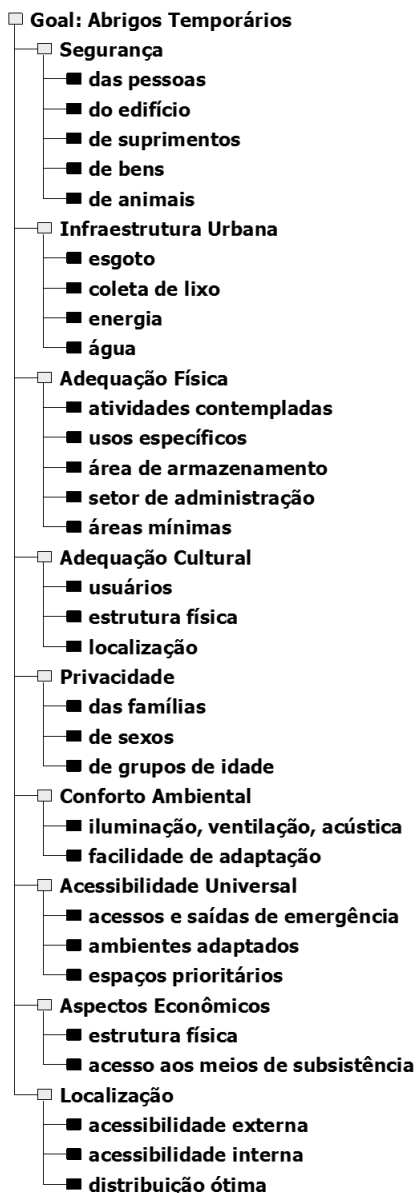 Goal: Abrigos Temporários
Segurança
das pessoas
do edifício
de suprimentos
de bens
de animais
Infraestrutura Urbana
esgoto
coleta de lixo
energia
água
Adequação Física
atividades contempladas
usos específicos
área de armazenamento
setor de administração
áreas mínimas
Adequação Cultural
usuários
estrutura física
localização
Privacidade
das famílias
de sexos
de grupos de idade
Conforto Ambiental
iluminação, ventilação, acústica
facilidade de adaptação
Acessibilidade Universal
acessos e saídas de emergência
ambientes adaptados
espaços prioritários
Aspectos Econômicos
estrutura física
acesso aos meios de subsistência
Localização
acessibilidade externa
acessibilidade interna
distribuição ótima